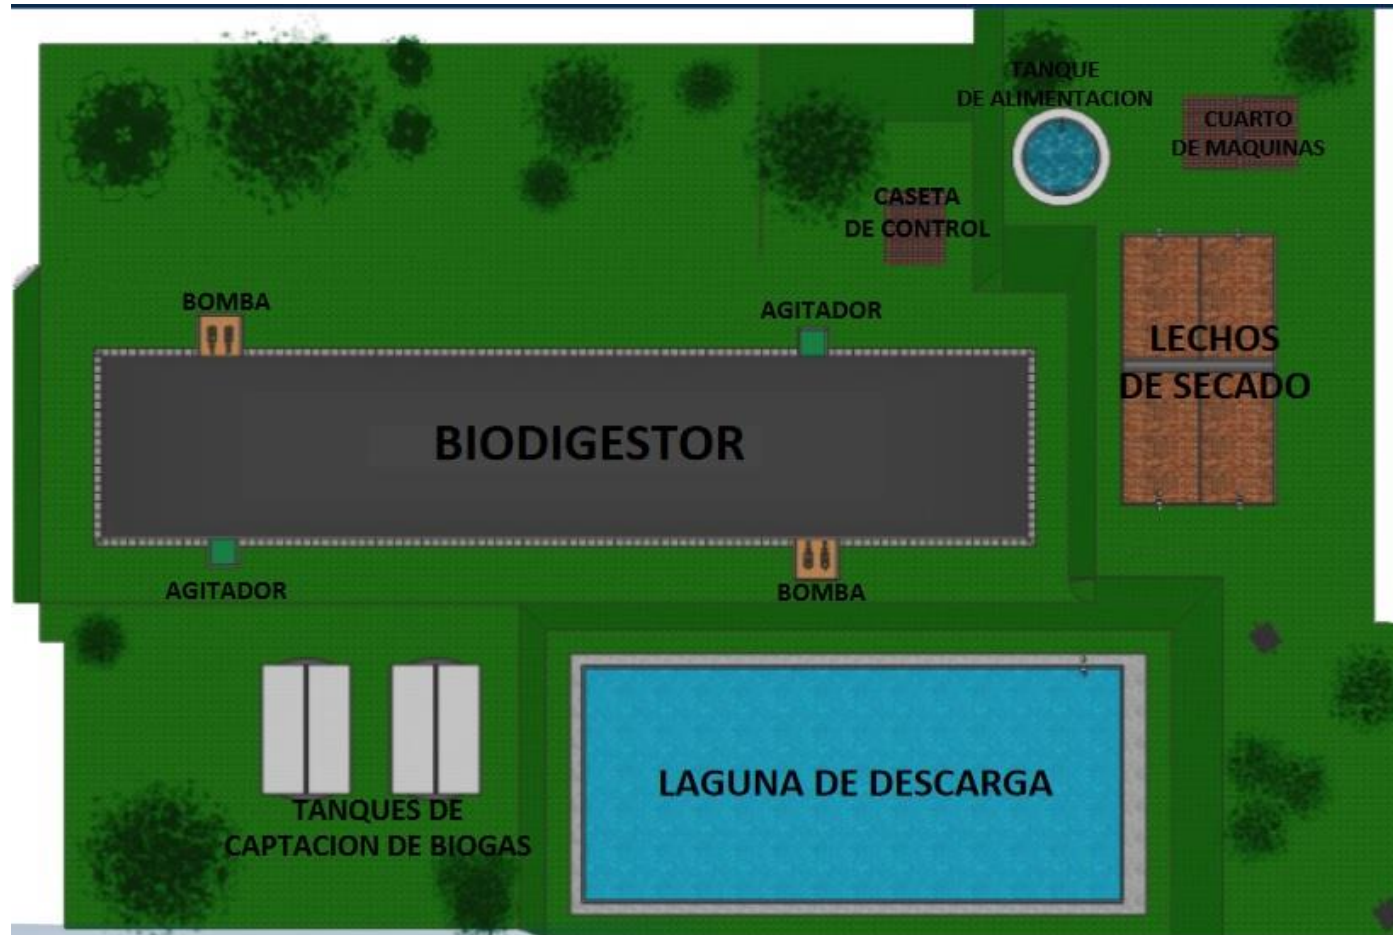 TANQUE
DE ALIMENTACION
CUARTO
DE MAQUINAS
CASETA
DE CONTROL
BOMBA
AGITADOR
LECHOS
DE SECADO
BIODIGESTOR
AGITADOR
BOMBA
TANQUES DE
CAPTACION DE BIOGAS
LAGUNA DE DESCARGA